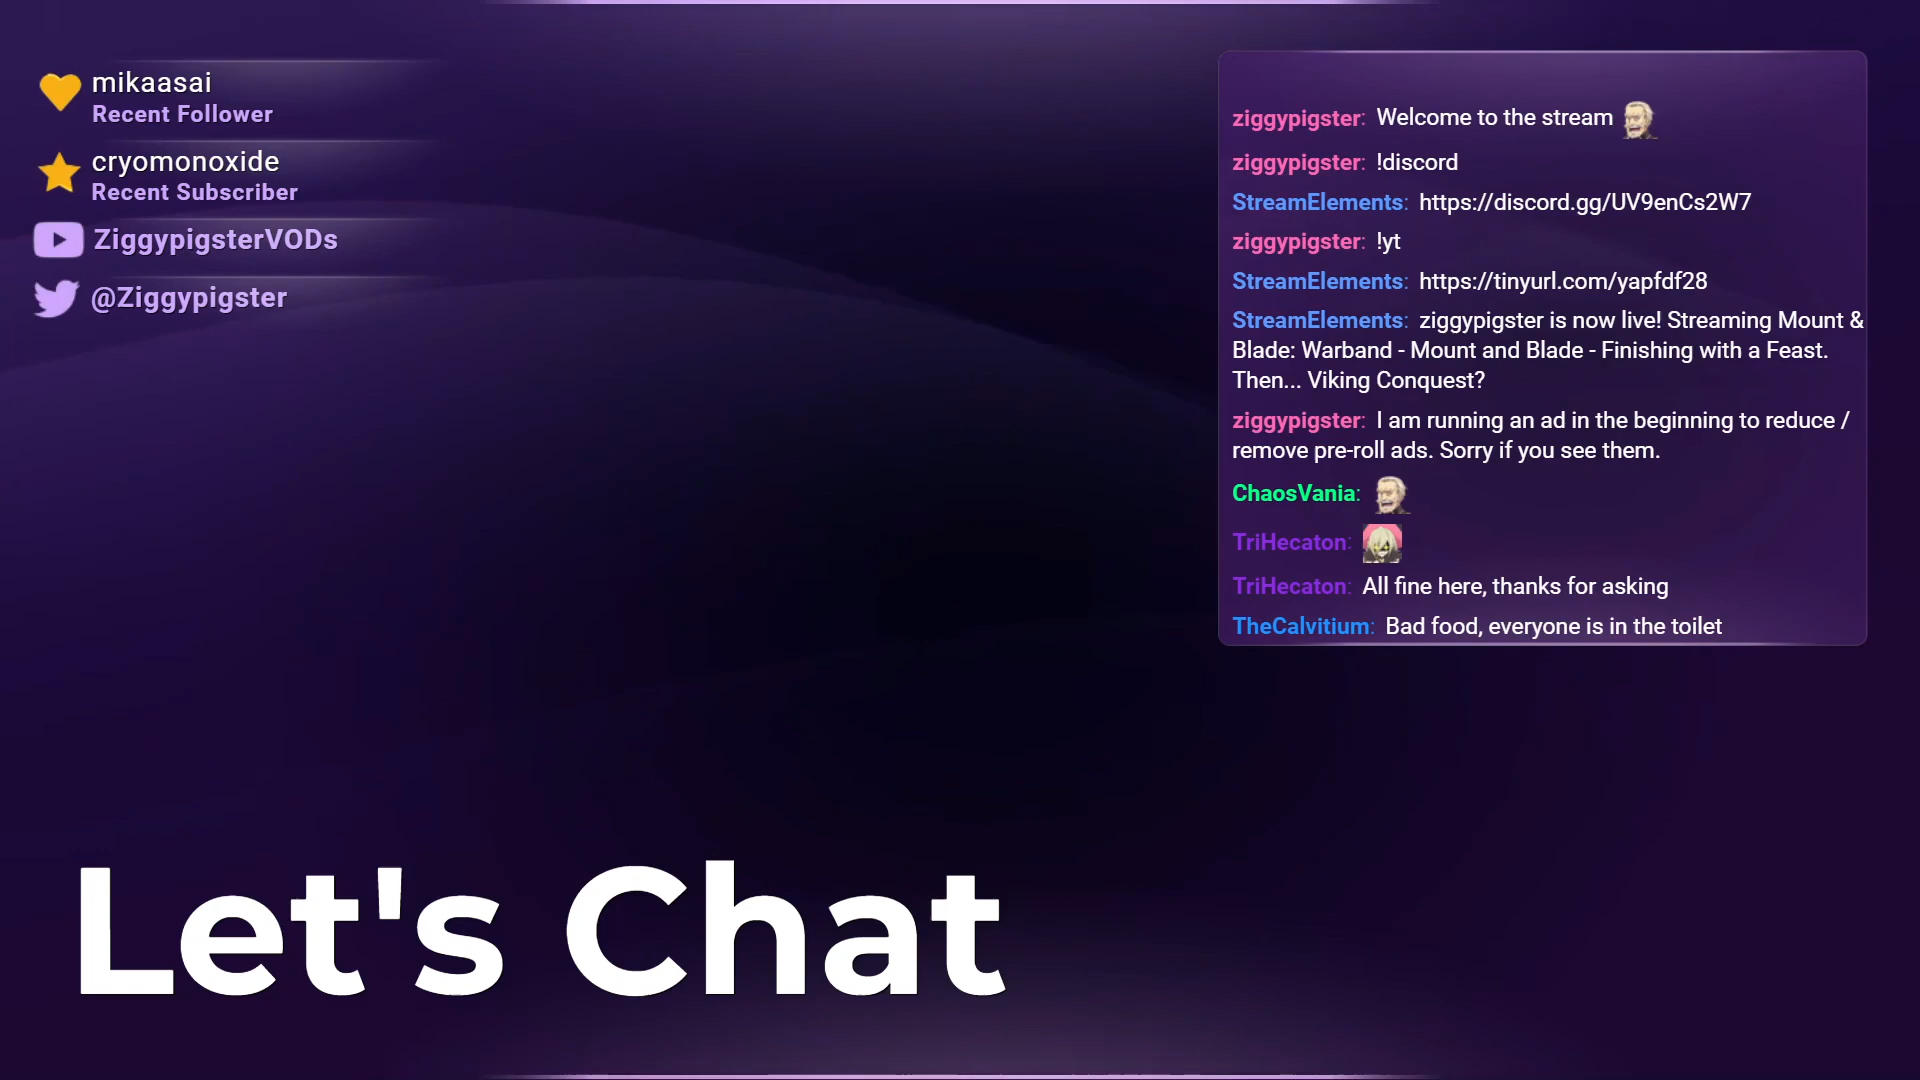 mikaasai
Recent Follower
cryomonoxide
Recent Subscriber
ZiggypigsterVODs
@Ziggypigster
ziggypigster: Welcome to the stream
ziggypigster: !discord
StreamElements: https://discord.gg/UV9enCs2W7
ziggypigster: !yt
StreamElements: https://tinyurl.com/yapfdf28
StreamElements: ziggypigster is now live! Streaming Mount &
Blade: Warband - Mount and Blade - Finishing with a Feast.
Then... Viking Conquest?
ziggypigster: I am running an ad in the beginning to reduce /
remove pre-roll ads. Sorry if you see them.
ChaosVania:
TriHecaton:
TriHecaton: All fine here, thanks for asking
TheCalvitium: Bad food, everyone is in the toilet
Let's Chat